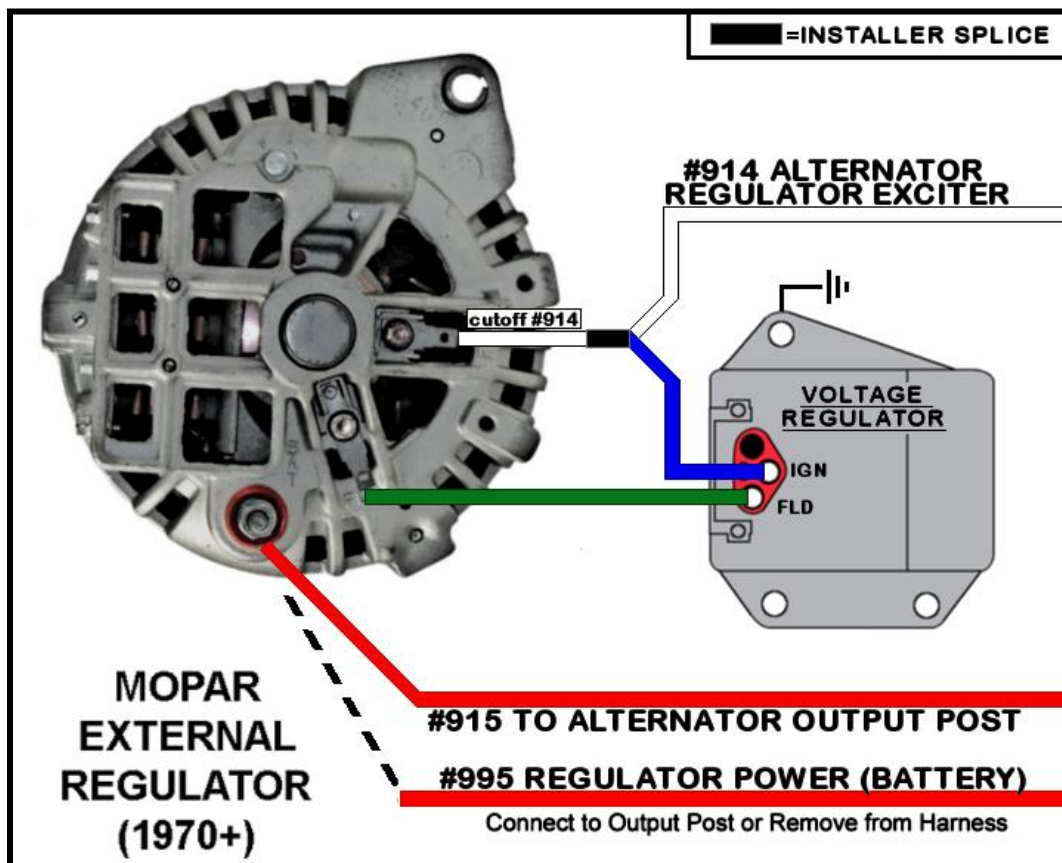 =INSTALLER SPLICE
#914 ALTERNATOR
REGULATOR EXCITER
cutoff #914
VOLTAGE
REGULATOR
IGN
FLD
#915 TO ALTERNATOR OUTPUT POST
#995 REGULATOR POWER (BATTERY)
Connect to Output Post or Remove from Harness
MOPAR
EXTERNAL
REGULATOR
(1970+)